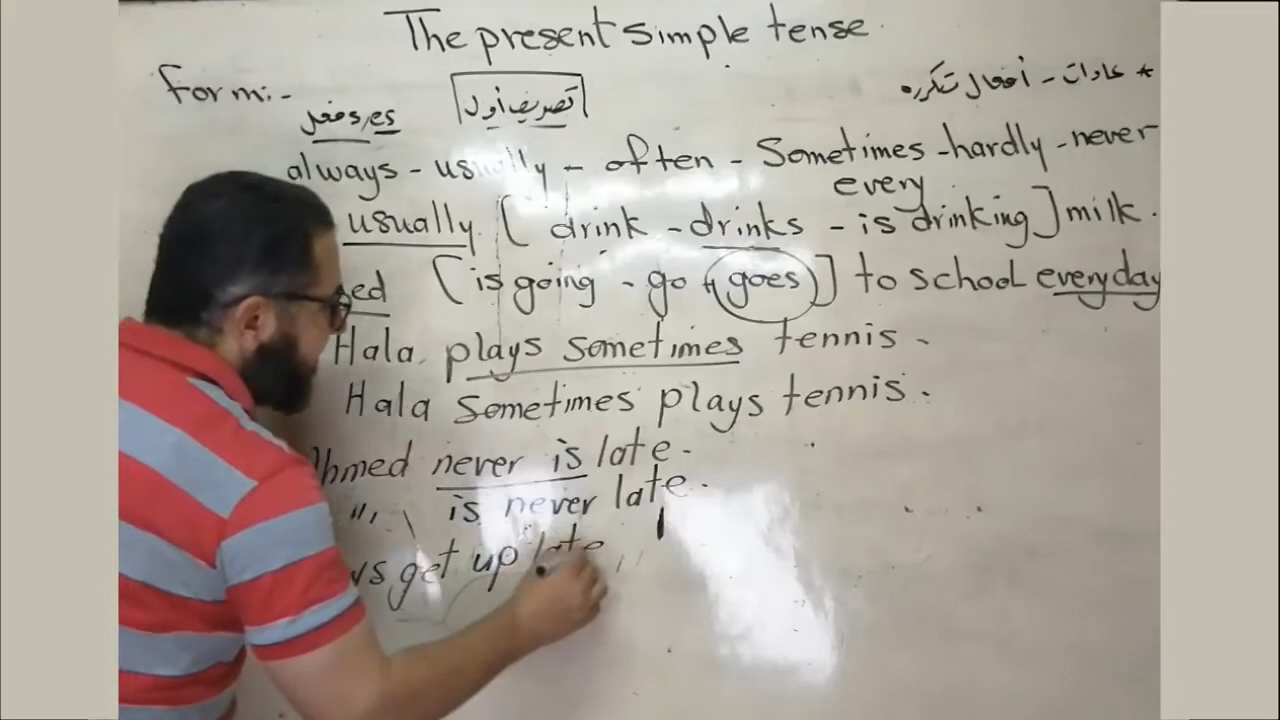 The present simple tense
Form:-
* عادات - أفعال تتكرر
تصريف أول
s, es
always - usually - often - Sometimes - hardly - never
every
usually [ drink - drinks - is drinking ] milk.
[ is going - go - goes ] to school everyday
Hala plays sometimes tennis.
Hala sometimes plays tennis.
Ahmed never is late.
" is never late.
get up late